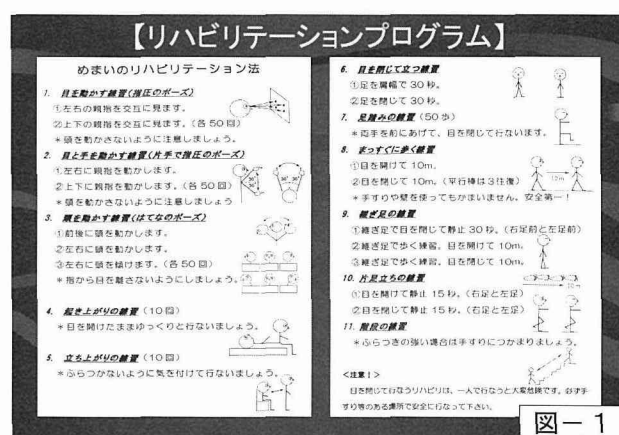 【リハビリテーションプログラム】
めまいのリハビリテーション法
1. 目を動かす練習(指圧のポーズ)
①左右の親指を交互に見ます。
②上下の親指を交互に見ます。(各50回)
*頭を動かさないように注意しましょう。
2. 目と手を動かす練習(片手で指圧のポーズ)
①左右に親指を動かします。
②上下に親指を動かします。(各50回)
*頭を動かさないように注意しましょう
3. 頭を動かす練習(はてなのポーズ)
①前後に頭を動かします。
②左右に頭を動かします。
③左右に頭を傾けます。(各50回)
*指から目を離さないようにしましょう。
4. 起き上がりの練習(10回)
*目を開けたままゆっくりと行ないましょう。
5. 立ち上がりの練習(10回)
*ふらつかないように気を付けて行ないましょう。
6. 目を閉じて立つ練習
①足を肩幅で30秒。
②足を閉じて30秒。
7. 足踏みの練習(50歩)
*両手を前にあげて、目を閉じて行ないます。
8. まっすぐに歩く練習
①目を開けて10m。
②目を閉じて10m。(平行棒は3往復)
*手すりや壁を使ってもかまいません。安全第一!
10m
9. 継ぎ足の練習
①継ぎ足で目を閉じて静止30秒。(右足前と左足前)
②継ぎ足で歩く練習。目を開けて10m。
③継ぎ足で歩く練習。目を閉じて10m。
10. 片足立ちの練習
①目を開けて静止15秒。(右足と左足)
②目を閉じて静止15秒。(右足と左足)
11. 階段の練習
*ふらつきの強い場合は手すりにつかまりましょう。
<注意!>
目を閉じて行なうリハビリは、一人で行なうと大変危険です。必ず手
すり等のある場所で安全に行なって下さい。
図-1